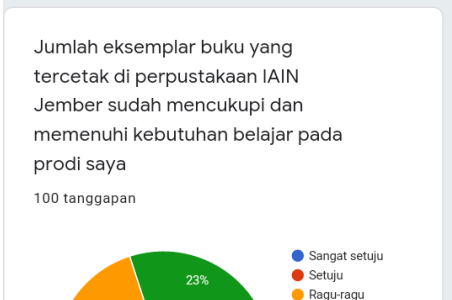 Jumlah eksemplar buku yang
tercetak di perpustakaan IAIN
Jember sudah mencukupi dan
memenuhi kebutuhan belajar pada
prodi saya
100 tanggapan
23%
Sangat setuju
Setuju
Ragu-ragu